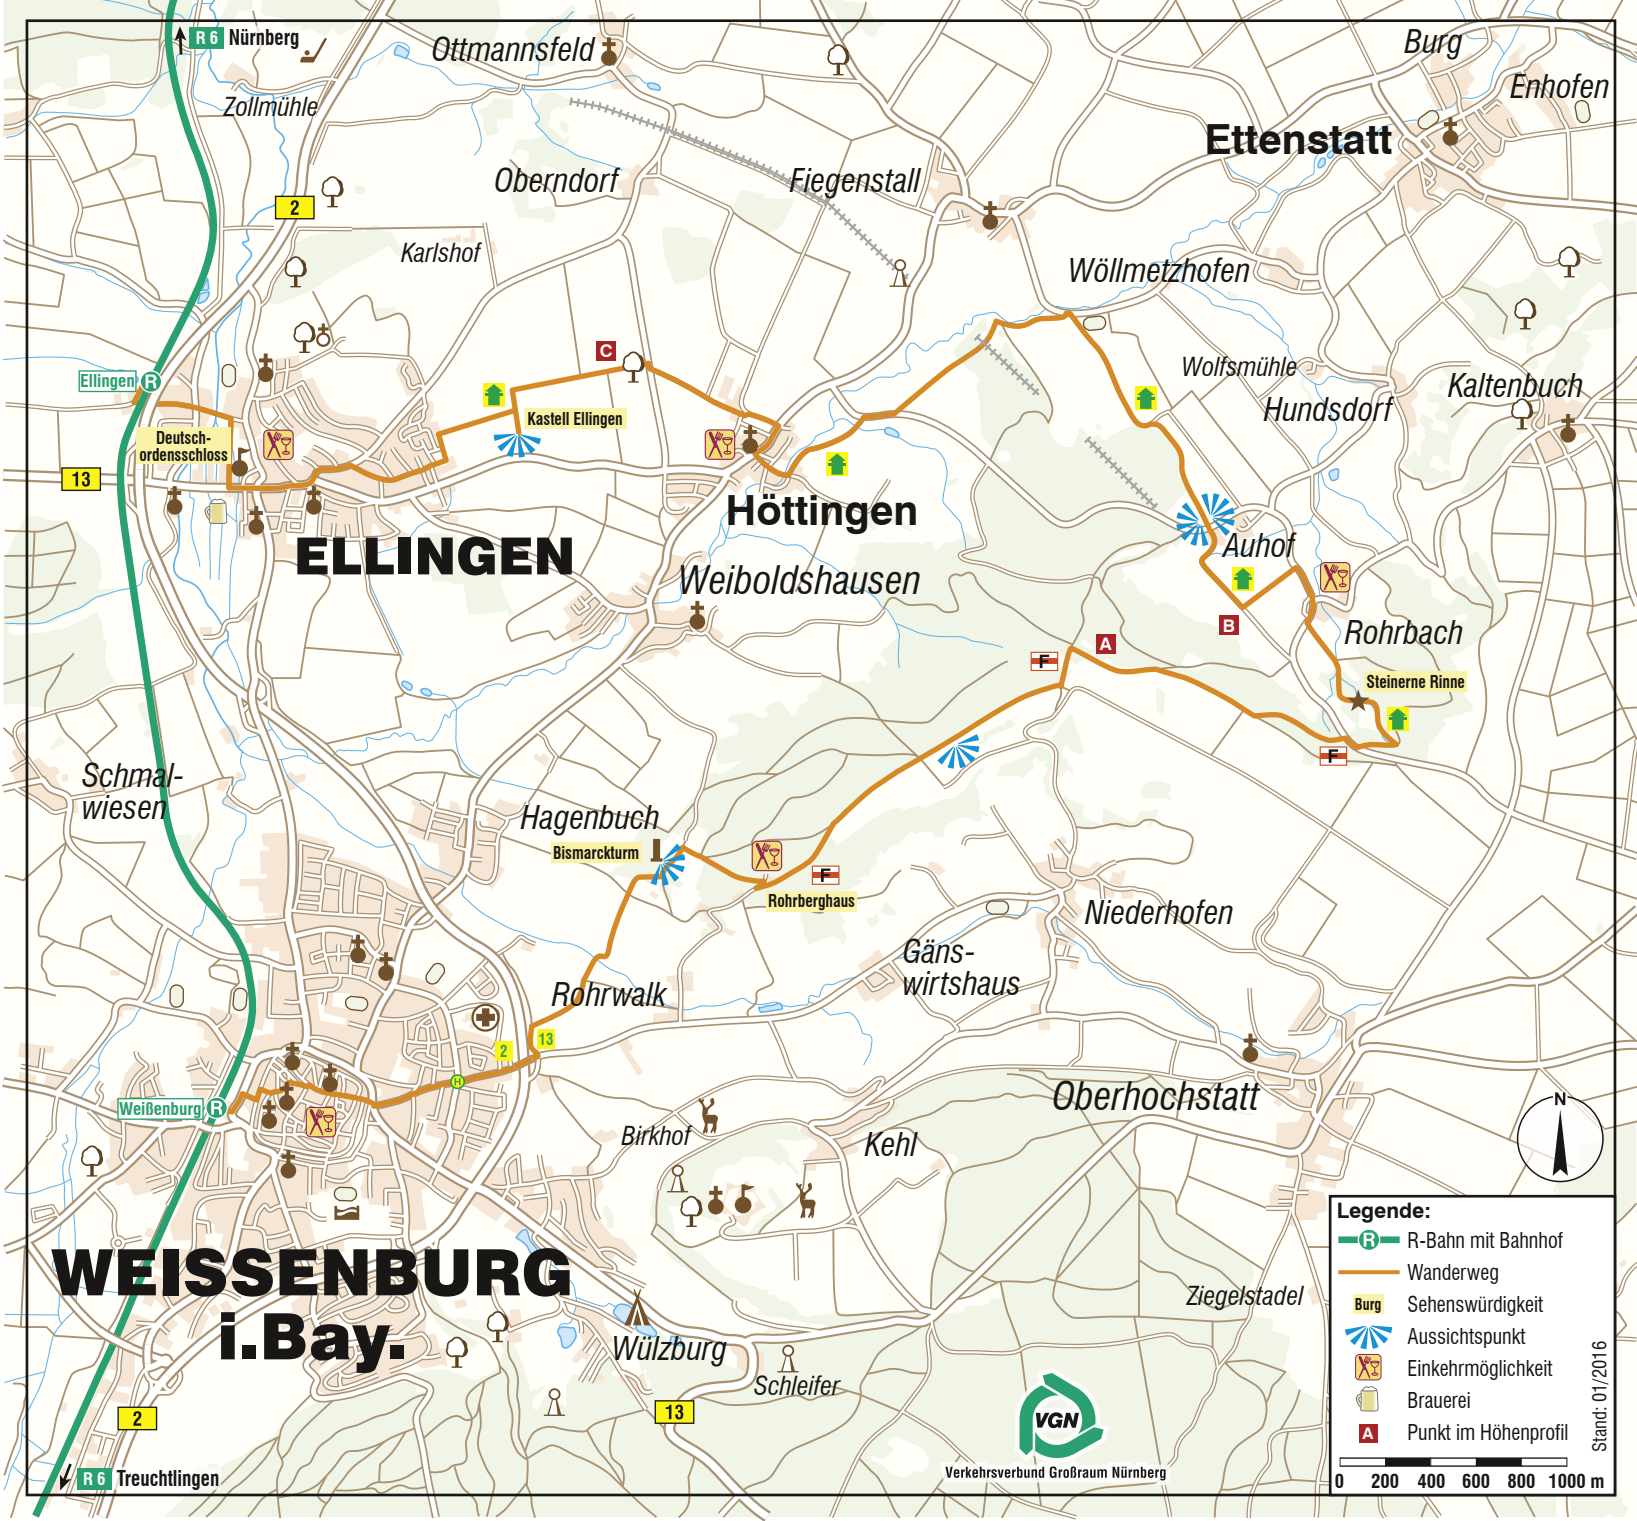 R 6 Nürnberg
Ottmannsfeld
Burg
Enhofen
Zollmühle
Ettenstatt
Oberndorf
Fiegenstall
2
Karlshof
Wöllmetzhofen
C
Wolfsmühle
Ellingen R
Kaltenbuch
Hundsdorf
Kastell Ellingen
Deutsch-
ordensschloss
13
Höttingen
ELLINGEN
Auhof
Weiboldshausen
B
Rohrbach
A
F
Steinerne Rinne
F
Schmal-
wiesen
Hagenbuch
Bismarckturm
F
Rohrberghaus
Niederhofen
Gäns-
wirtshaus
Rohrwalk
13
2
H
Oberhochstatt
Weißenburg R
N
Birkhof
Kehl
WEISSENBURG
i.Bay.
Ziegelstadel
Wülzburg
Schleifer
13
2
R 6 Treuchtlingen
VGN
Verkehrsverbund Großraum Nürnberg
Legende:
R R-Bahn mit Bahnhof
Wanderweg
Burg Sehenswürdigkeit
Aussichtspunkt
Einkehrmöglichkeit
Brauerei
A Punkt im Höhenprofil
0 200 400 600 800 1000 m
Stand: 01/2016